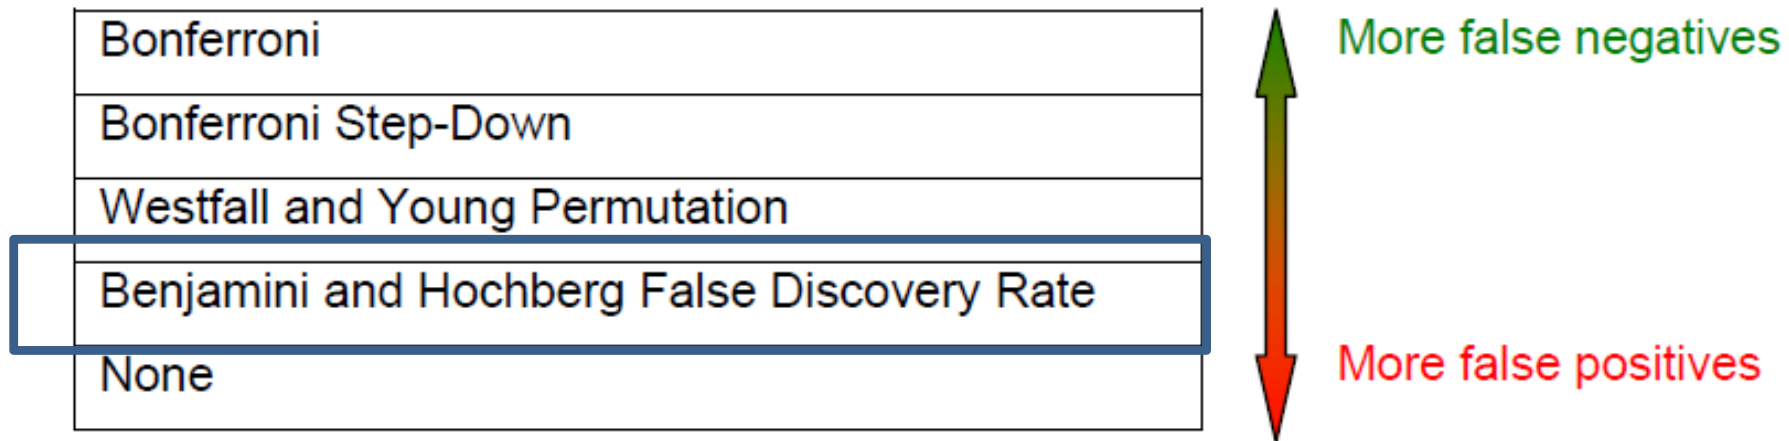 Bonferroni
More false negatives
Bonferroni Step-Down
Westfall and Young Permutation
Benjamini and Hochberg False Discovery Rate
None
More false positives